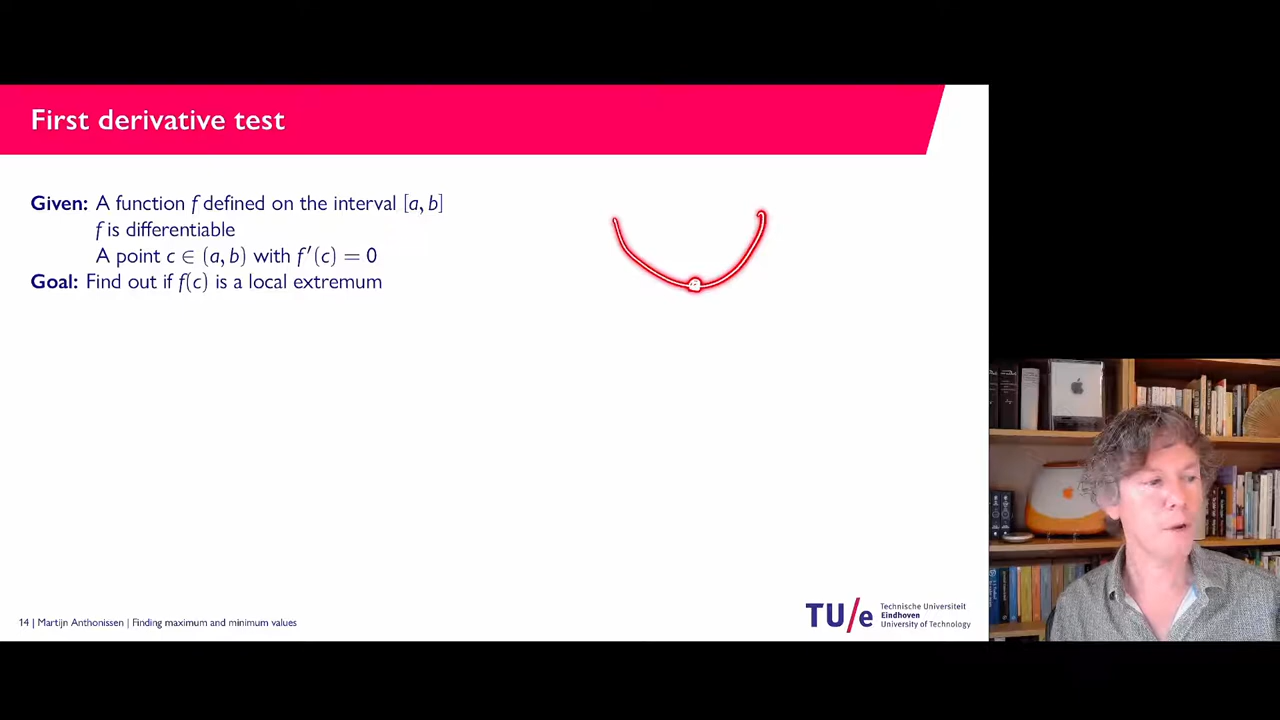 First derivative test
Given: A function f defined on the interval [a, b]
f is differentiable
A point c ∈ (a, b) with f′(c) = 0
Goal: Find out if f(c) is a local extremum
14 | Martijn Anthonissen | Finding maximum and minimum values
TU/e
Technische Universiteit
Eindhoven
University of Technology